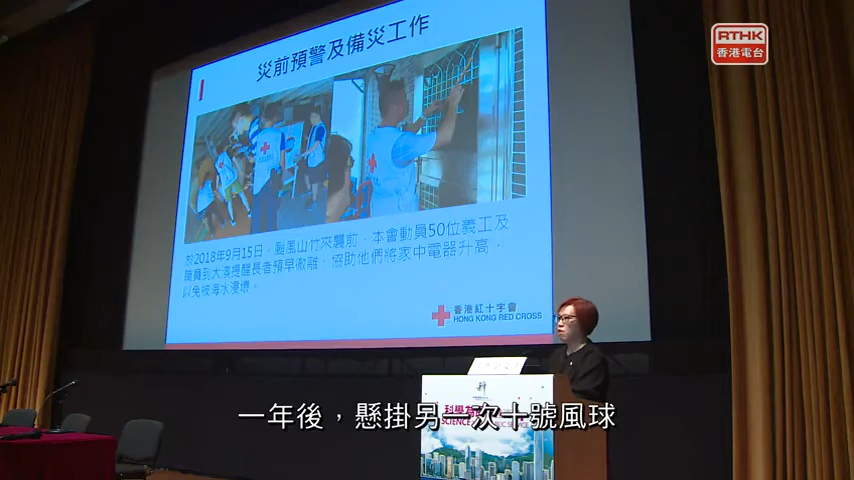 RTHK
香港電台
災前預警及備災工作
於2018年9月15日，颱風山竹來襲前，本會動員50位義工及
職員到大澳提醒長者預早撤離，協助他們將家中電器升高，
以免被海水浸壞。
香港紅十字會
HONG KONG RED CROSS
科學為
SCIENCE
一年後，懸掛另一次十號風球